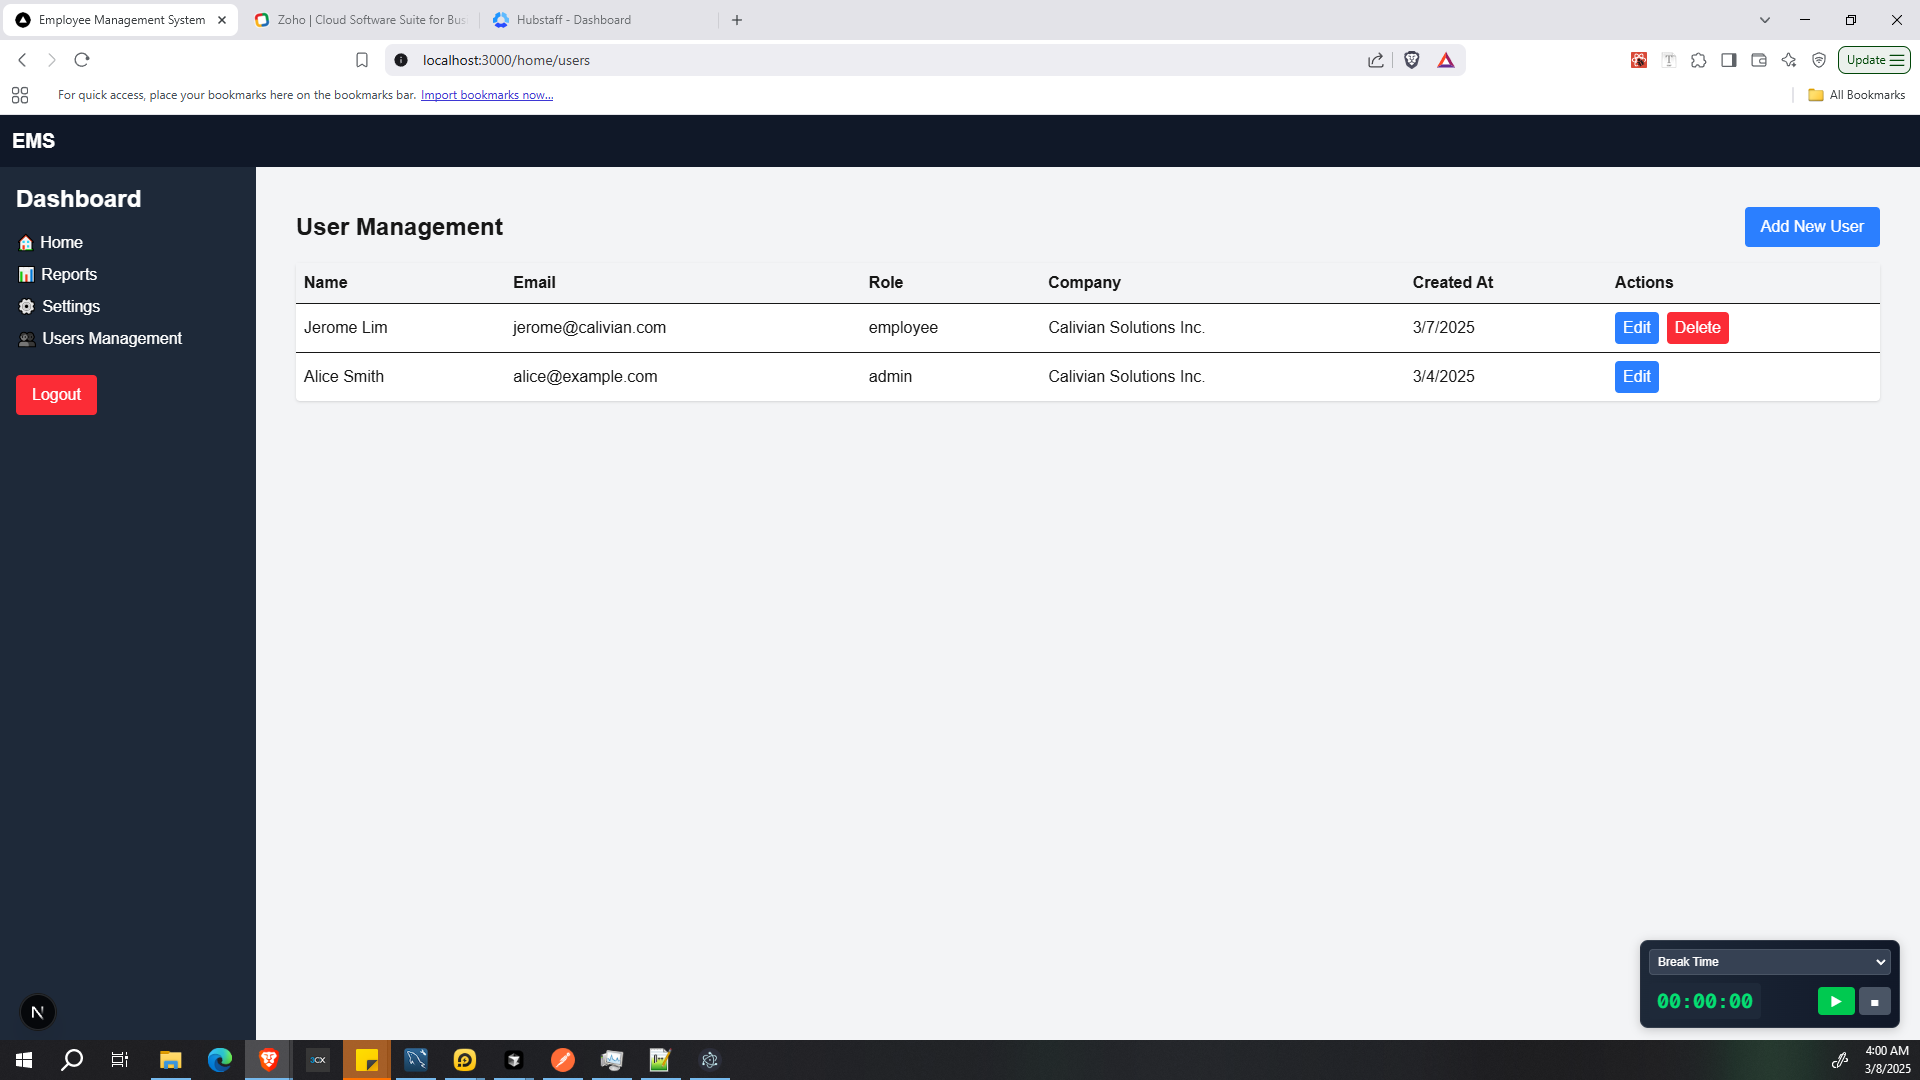 Employee Management System
Zoho | Cloud Software Suite for Bus
Hubstaff - Dashboard
localhost:3000/home/users
Update
For quick access, place your bookmarks here on the bookmarks bar. Import bookmarks now...
All Bookmarks
EMS
Dashboard
Home
Reports
Settings
Users Management
Logout
User Management
Add New User
Name Email Role Company Created At Actions
Jerome Lim jerome@calivian.com employee Calivian Solutions Inc. 3/7/2025 Edit Delete
Alice Smith alice@example.com admin Calivian Solutions Inc. 3/4/2025 Edit
Break Time
00:00:00
N
3CX
4:00 AM
3/8/2025